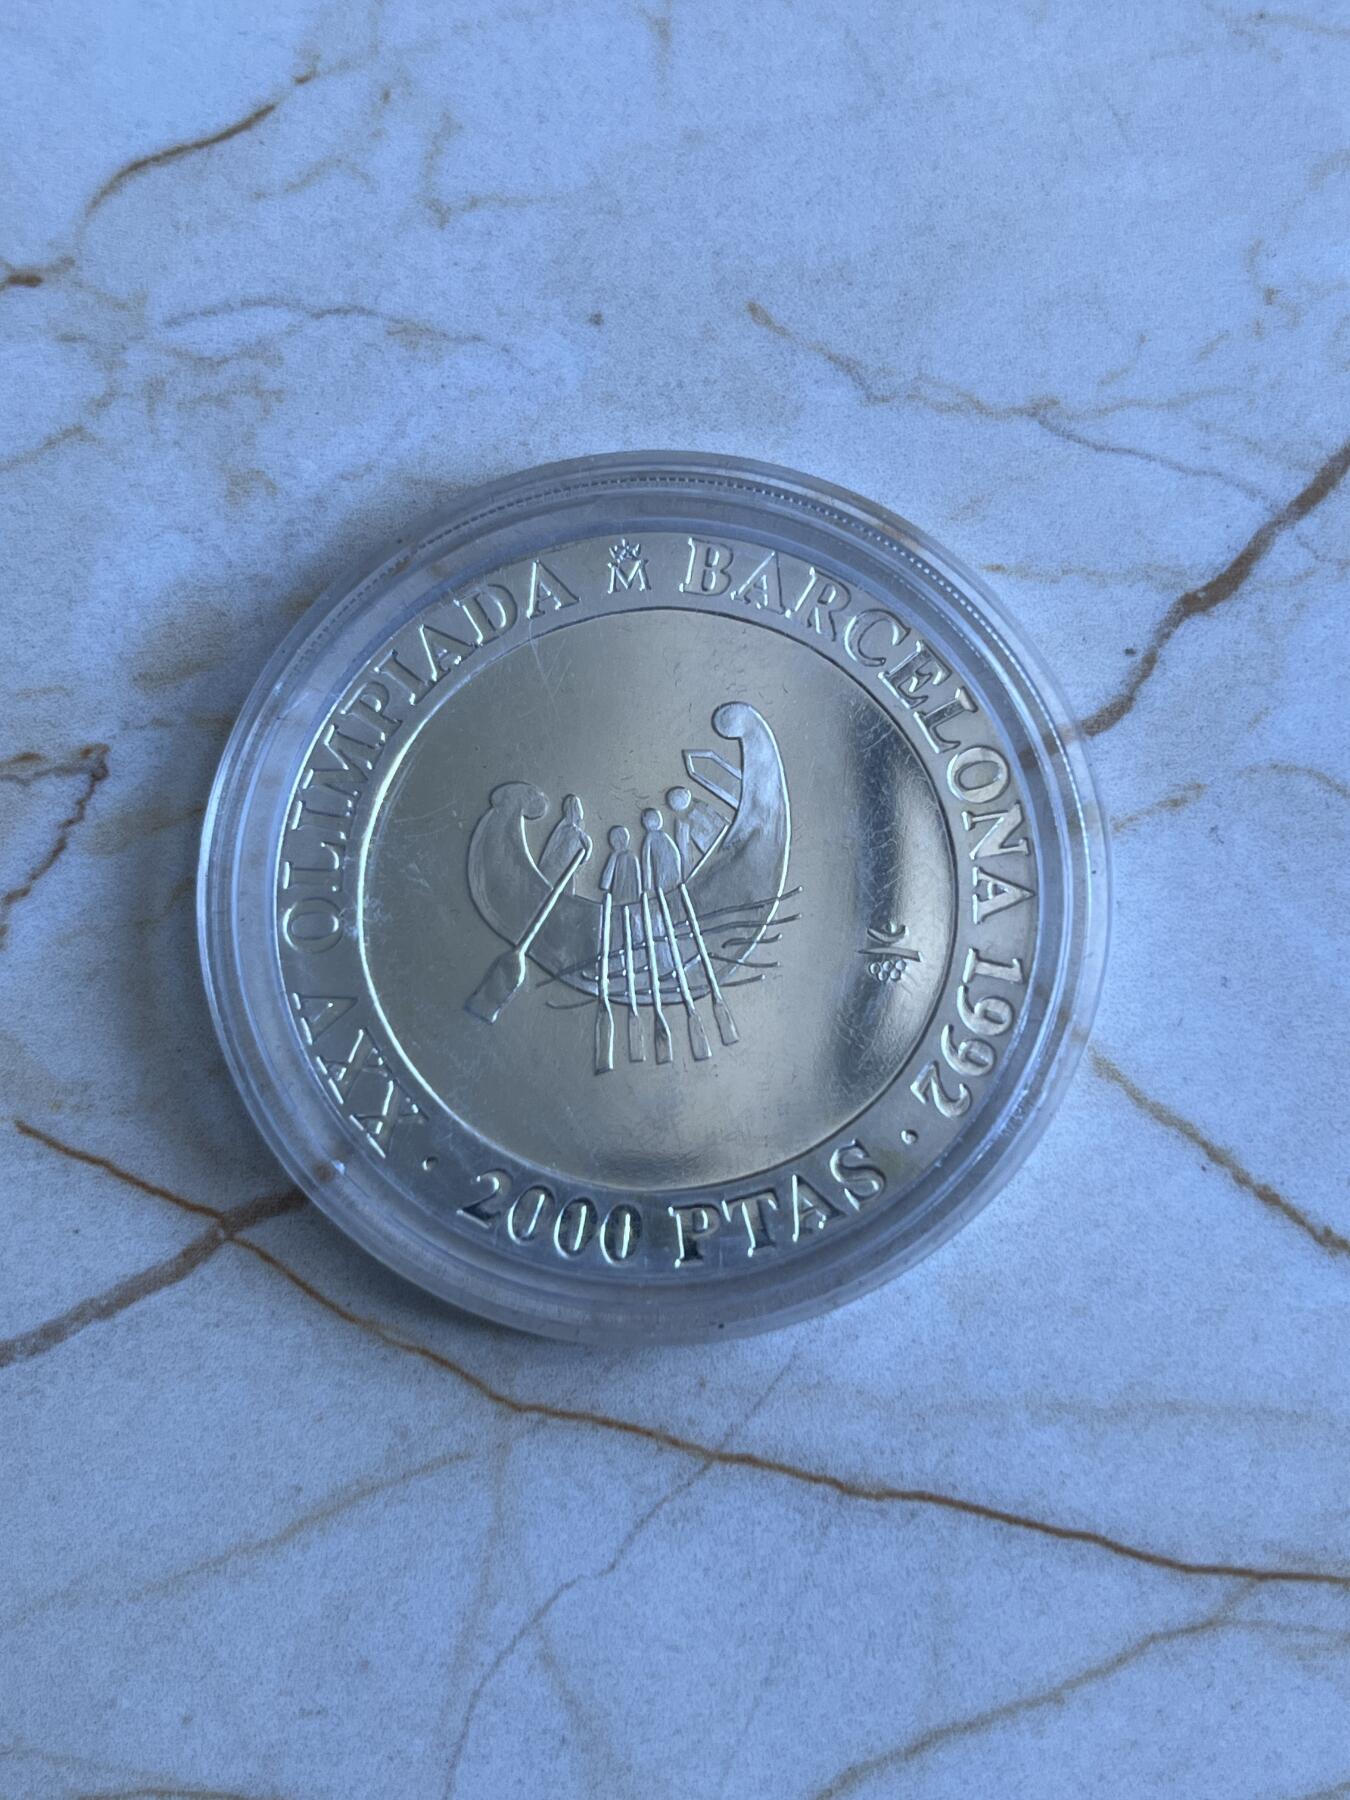 XXV OLIMPIADA M BARCELONA 1992 · 2000 PTAS ·